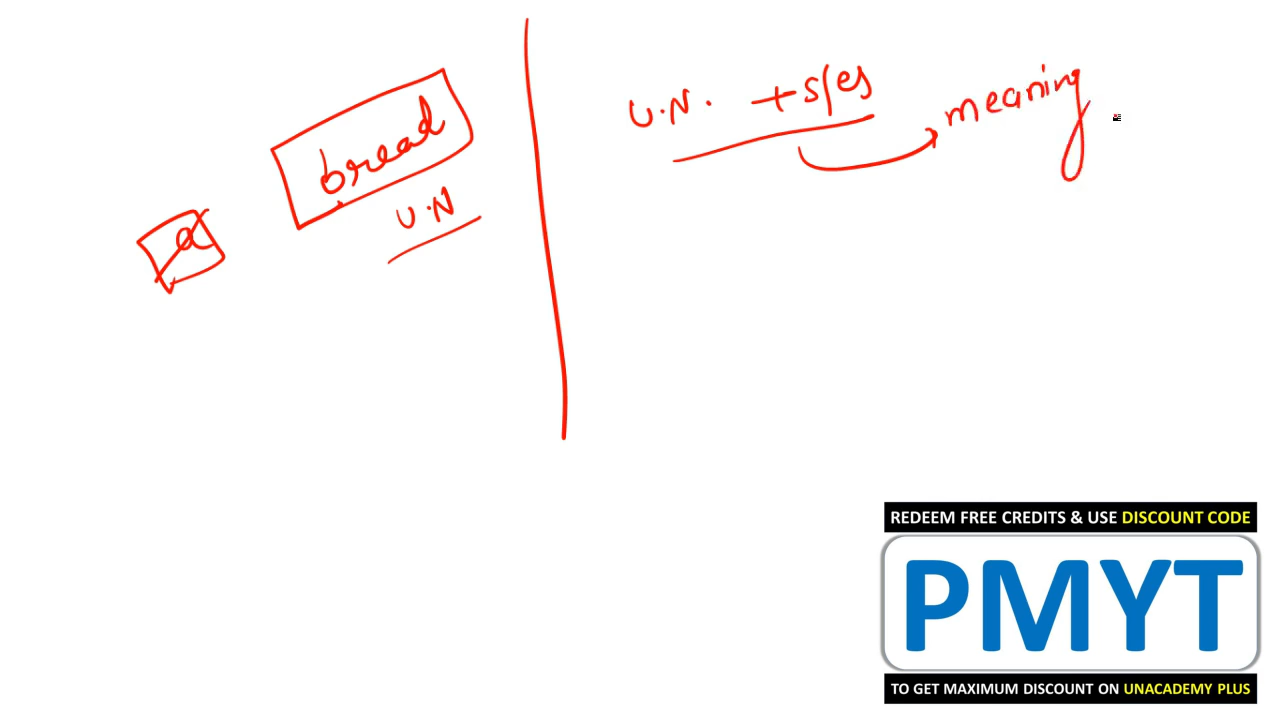 bread
U.N
a
U.N. + s/es meaning
REDEEM FREE CREDITS & USE DISCOUNT CODE
PMYT
TO GET MAXIMUM DISCOUNT ON UNACADEMY PLUS